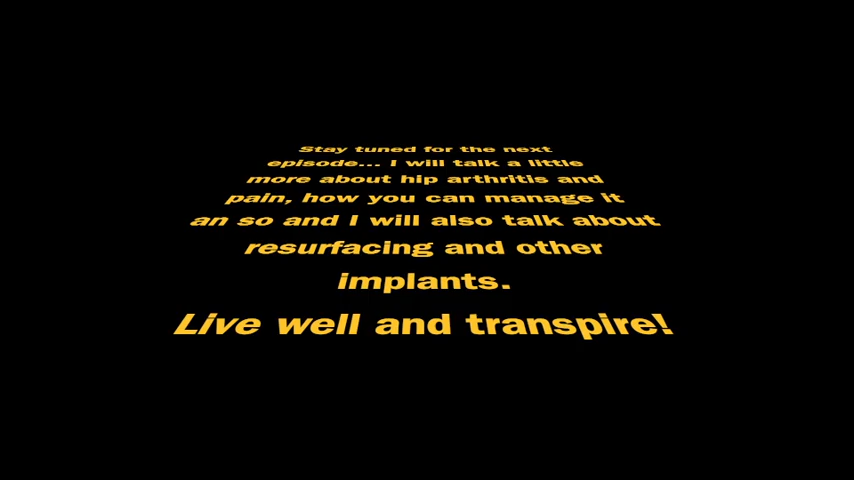 Stay tuned for the next
episode... I will talk a little
more about hip arthritis and
pain, how you can manage it
an so and I will also talk about
resurfacing and other
implants.
Live well and transpire!